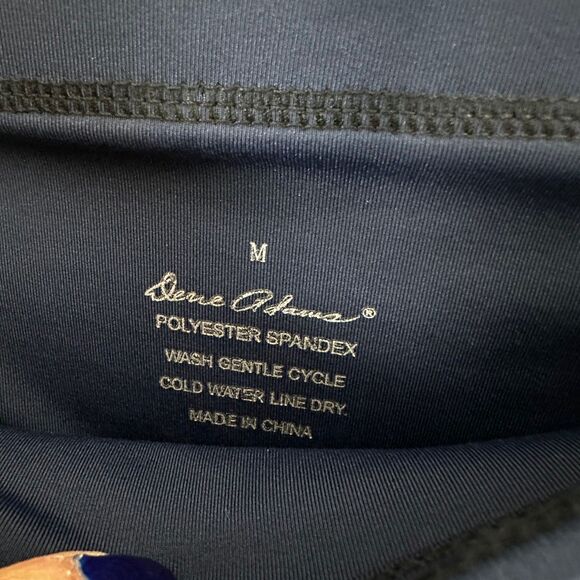 M
Dene Adams®
POLYESTER SPANDEX
WASH GENTLE CYCLE
COLD WATER LINE DRY.
MADE IN CHINA